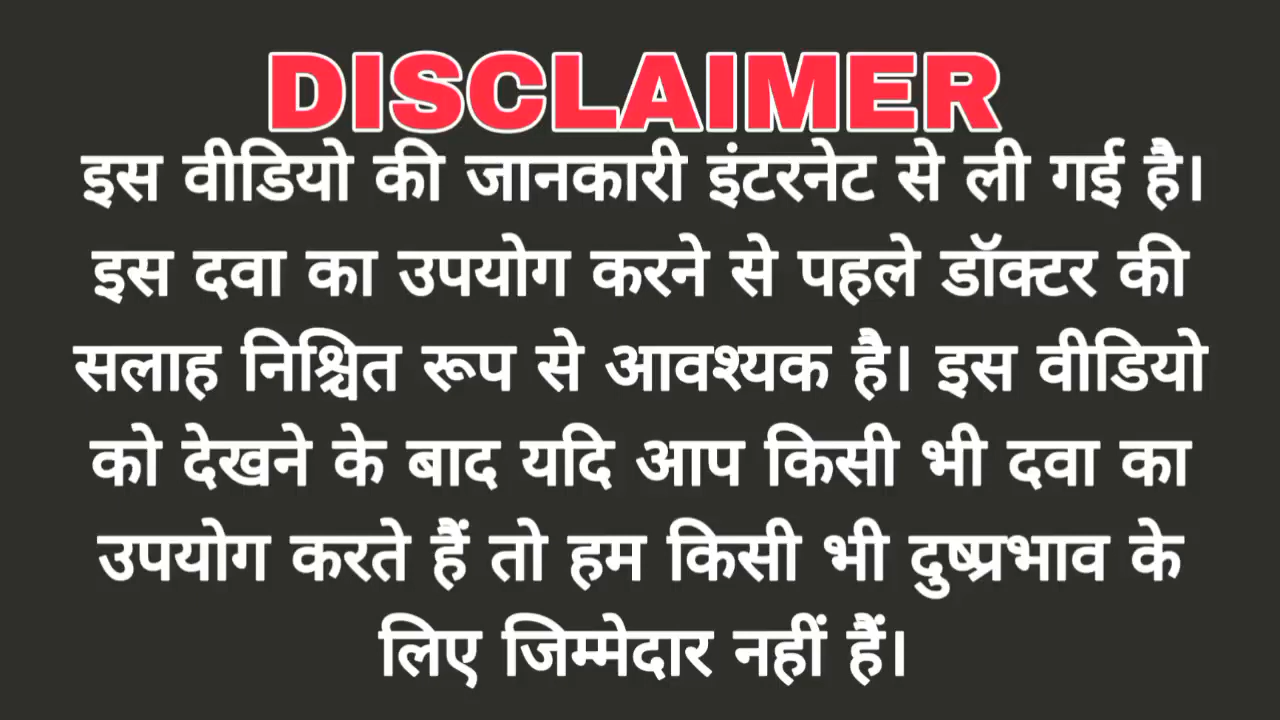 DISCLAIMER
इस वीडियो की जानकारी इंटरनेट से ली गई है।
इस दवा का उपयोग करने से पहले डॉक्टर की
सलाह निश्चित रूप से आवश्यक है। इस वीडियो
को देखने के बाद यदि आप किसी भी दवा का
उपयोग करते हैं तो हम किसी भी दुष्प्रभाव के
लिए जिम्मेदार नहीं हैं।